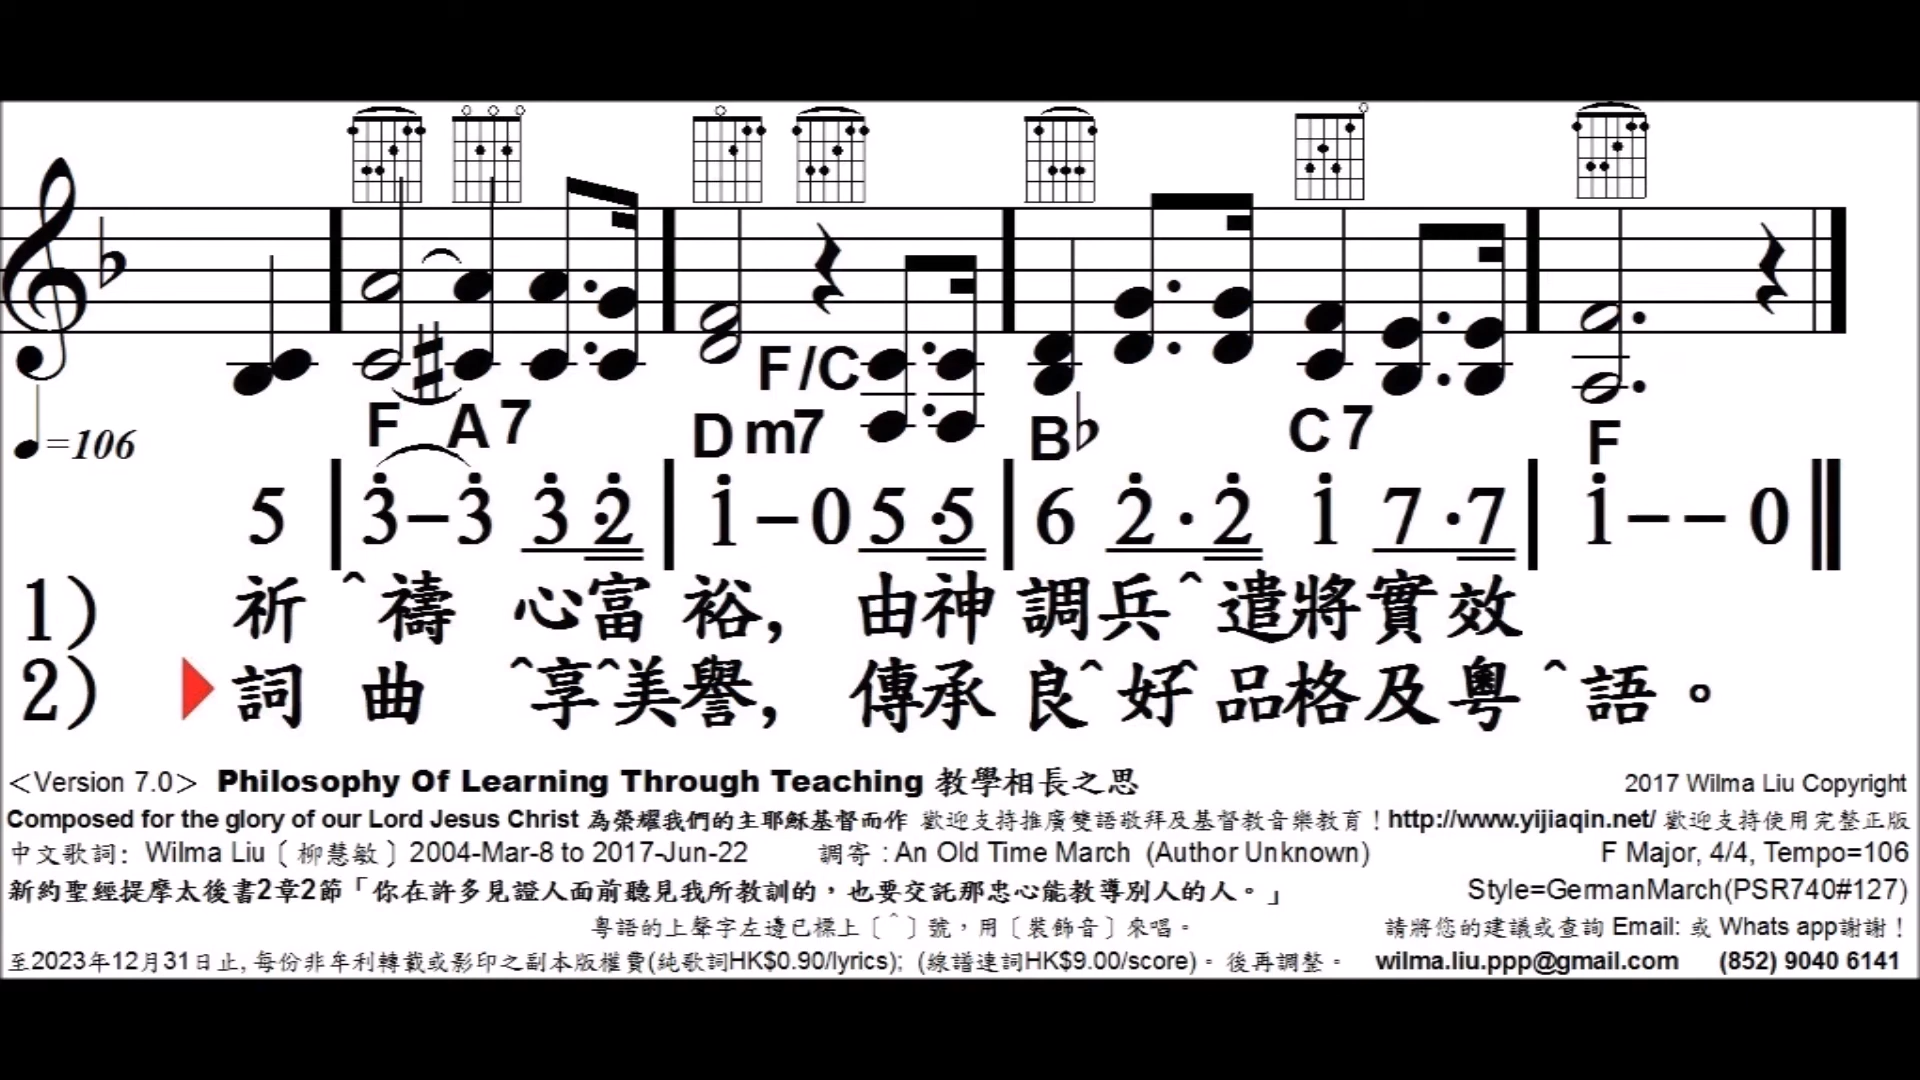 F A7 Dm7 F/C B♭ C7 F
♩=106
5 | 3̇ – 3̇ 3̇ · 2̇ | 1̇ – 0 5 · 5 | 6 2̇ · 2̇ 1̇ 7 · 7 | 1̇ – – 0 ‖
1) 祈 ˆ禱 心富 裕, 由神 調兵 ˆ遣將實效
2) 詞 曲 ˆ享ˆ美譽, 傳承 良ˆ好ˆ品格及粵 ˆ語。
<Version 7.0> Philosophy Of Learning Through Teaching 教學相長之思 2017 Wilma Liu Copyright
Composed for the glory of our Lord Jesus Christ 為榮耀我們的主耶穌基督而作 歡迎支持推廣雙語敬拜及基督教音樂教育！http://www.yijiaqin.net/ 歡迎支持使用完整正版
中文歌詞: Wilma Liu〔柳慧敏〕2004-Mar-8 to 2017-Jun-22 調寄 : An Old Time March (Author Unknown) F Major, 4/4, Tempo=106
新約聖經提摩太後書2章2節「你在許多見證人面前聽見我所教訓的，也要交託那忠心能教導別人的人。」 Style=GermanMarch(PSR740#127)
粵語的上聲字左邊已標上〔ˆ〕號，用〔裝飾音〕來唱。 請將您的建議或查詢 Email: 或 Whats app謝謝！
至2023年12月31日止, 每份非牟利轉載或影印之副本版權費(純歌詞HK$0.90/lyrics); (線譜連詞HK$9.00/score)。後再調整。 wilma.liu.ppp@gmail.com (852) 9040 6141